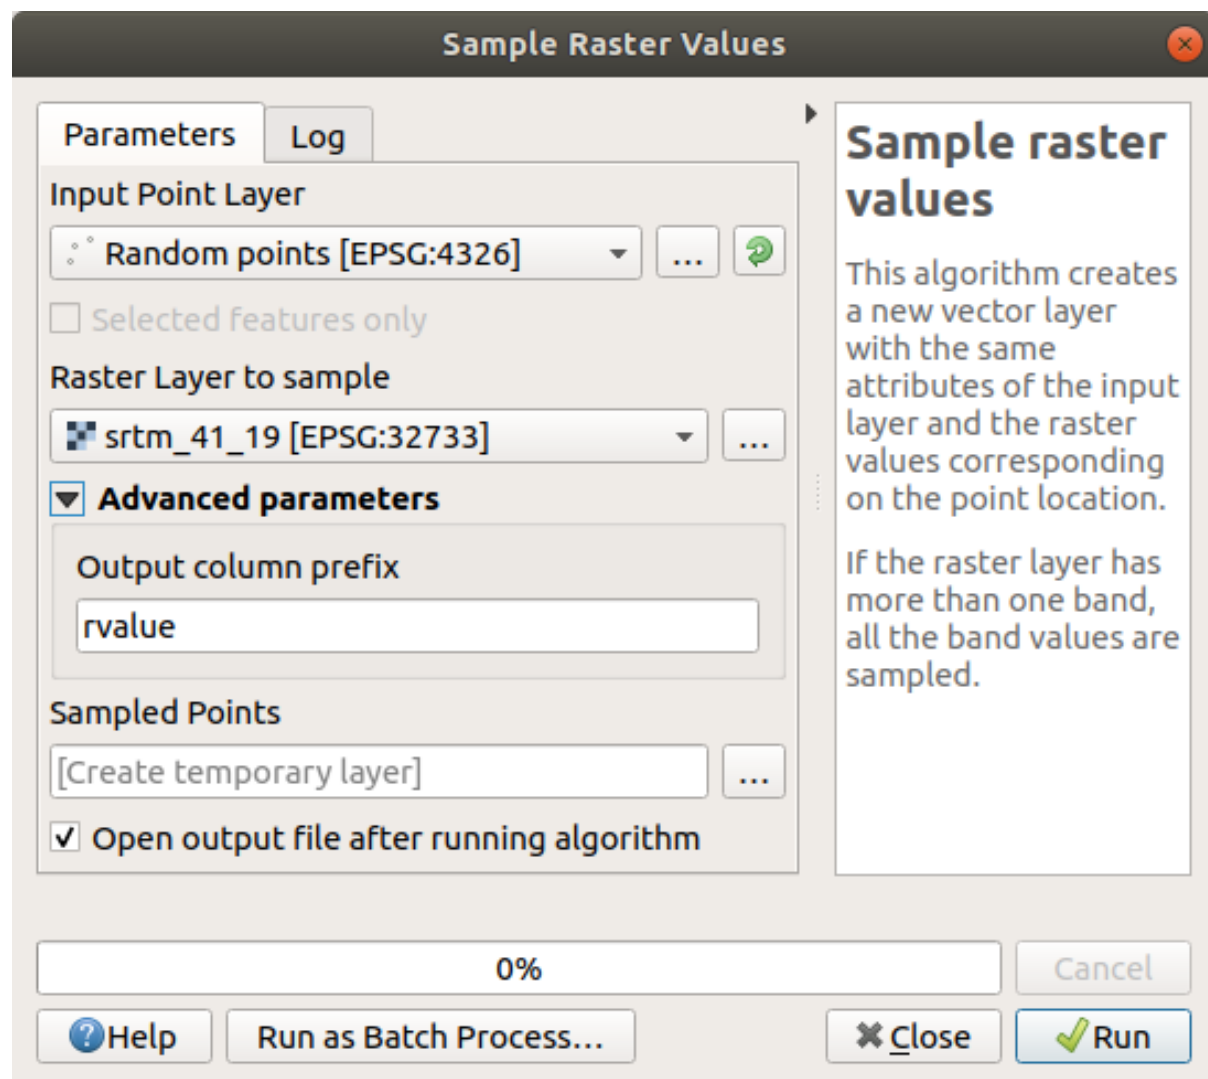 Sample Raster Values
Parameters
Log
Input Point Layer
Random points [EPSG:4326]
...
Selected features only
Raster Layer to sample
srtm_41_19 [EPSG:32733]
...
Advanced parameters
Output column prefix
rvalue
Sampled Points
[Create temporary layer]
...
Open output file after running algorithm
Sample raster
values
This algorithm creates
a new vector layer
with the same
attributes of the input
layer and the raster
values corresponding
on the point location.
If the raster layer has
more than one band,
all the band values are
sampled.
0%
Cancel
Help
Run as Batch Process...
Close
Run